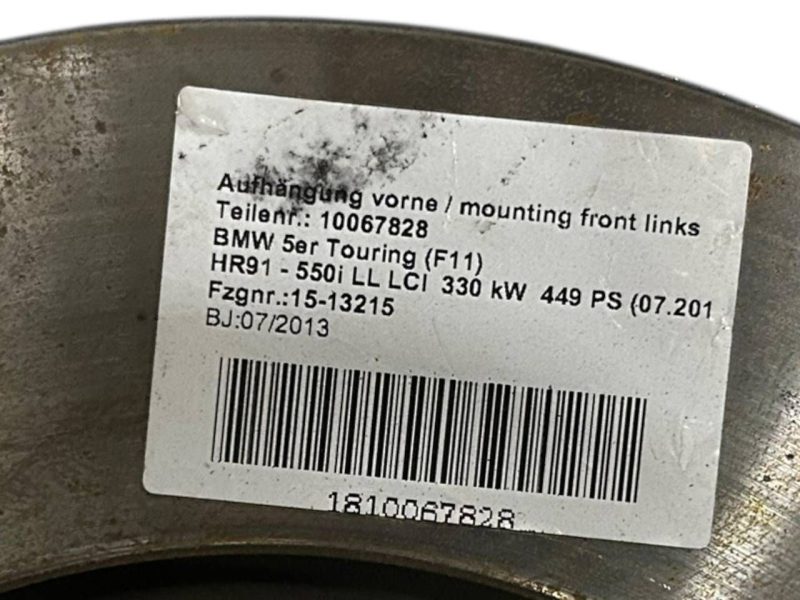 Aufhängung vorne / mounting front links
Teilenr.: 10067828
BMW 5er Touring (F11)
HR91 - 550i LL LCI 330 kW 449 PS (07.201
Fzgnr.:15-13215
BJ:07/2013
1810067828